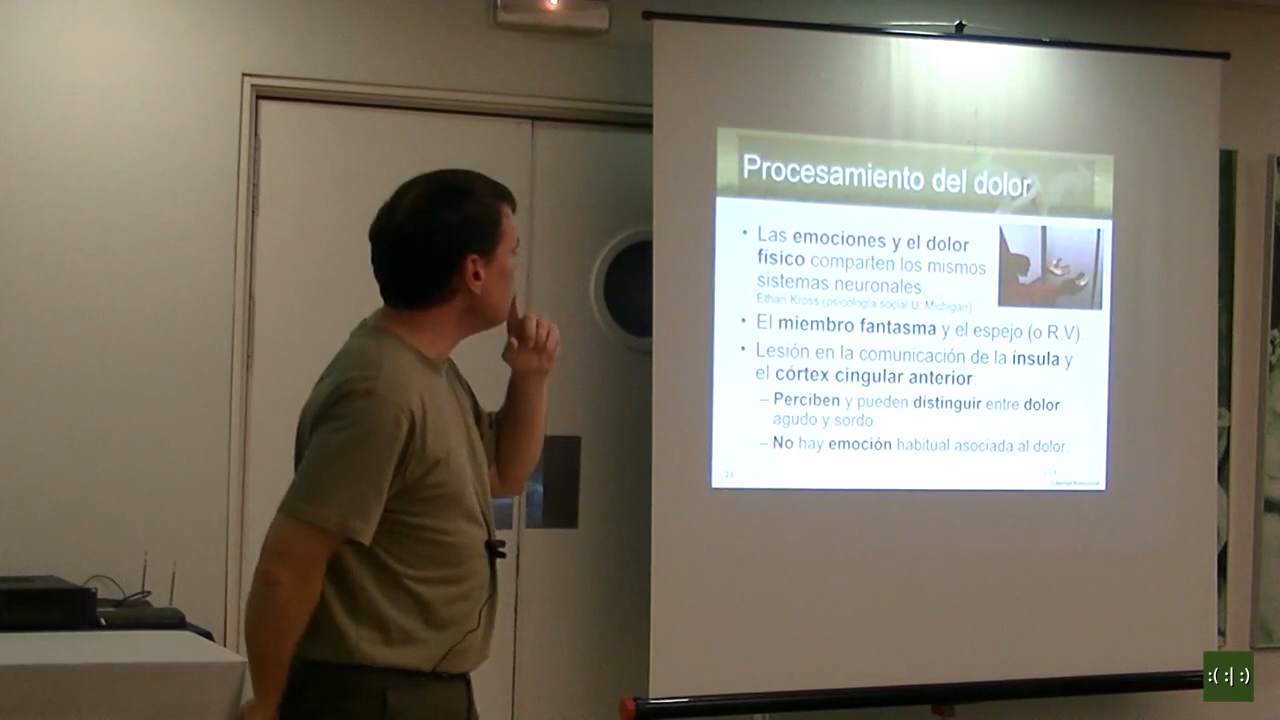 Procesamiento del dolor
• Las emociones y el dolor
físico comparten los mismos
sistemas neuronales.
Ethan Kross (psicología social U. Michigan)
• El miembro fantasma y el espejo (o R.V).
• Lesión en la comunicación de la ínsula y
el córtex cingular anterior:
– Perciben y pueden distinguir entre dolor
agudo y sordo.
– No hay emoción habitual asociada al dolor.
Libertad Emocional
:( :| :)